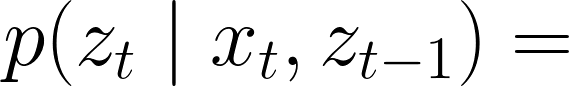 p(z_t | x_t, z_{t−1}) =